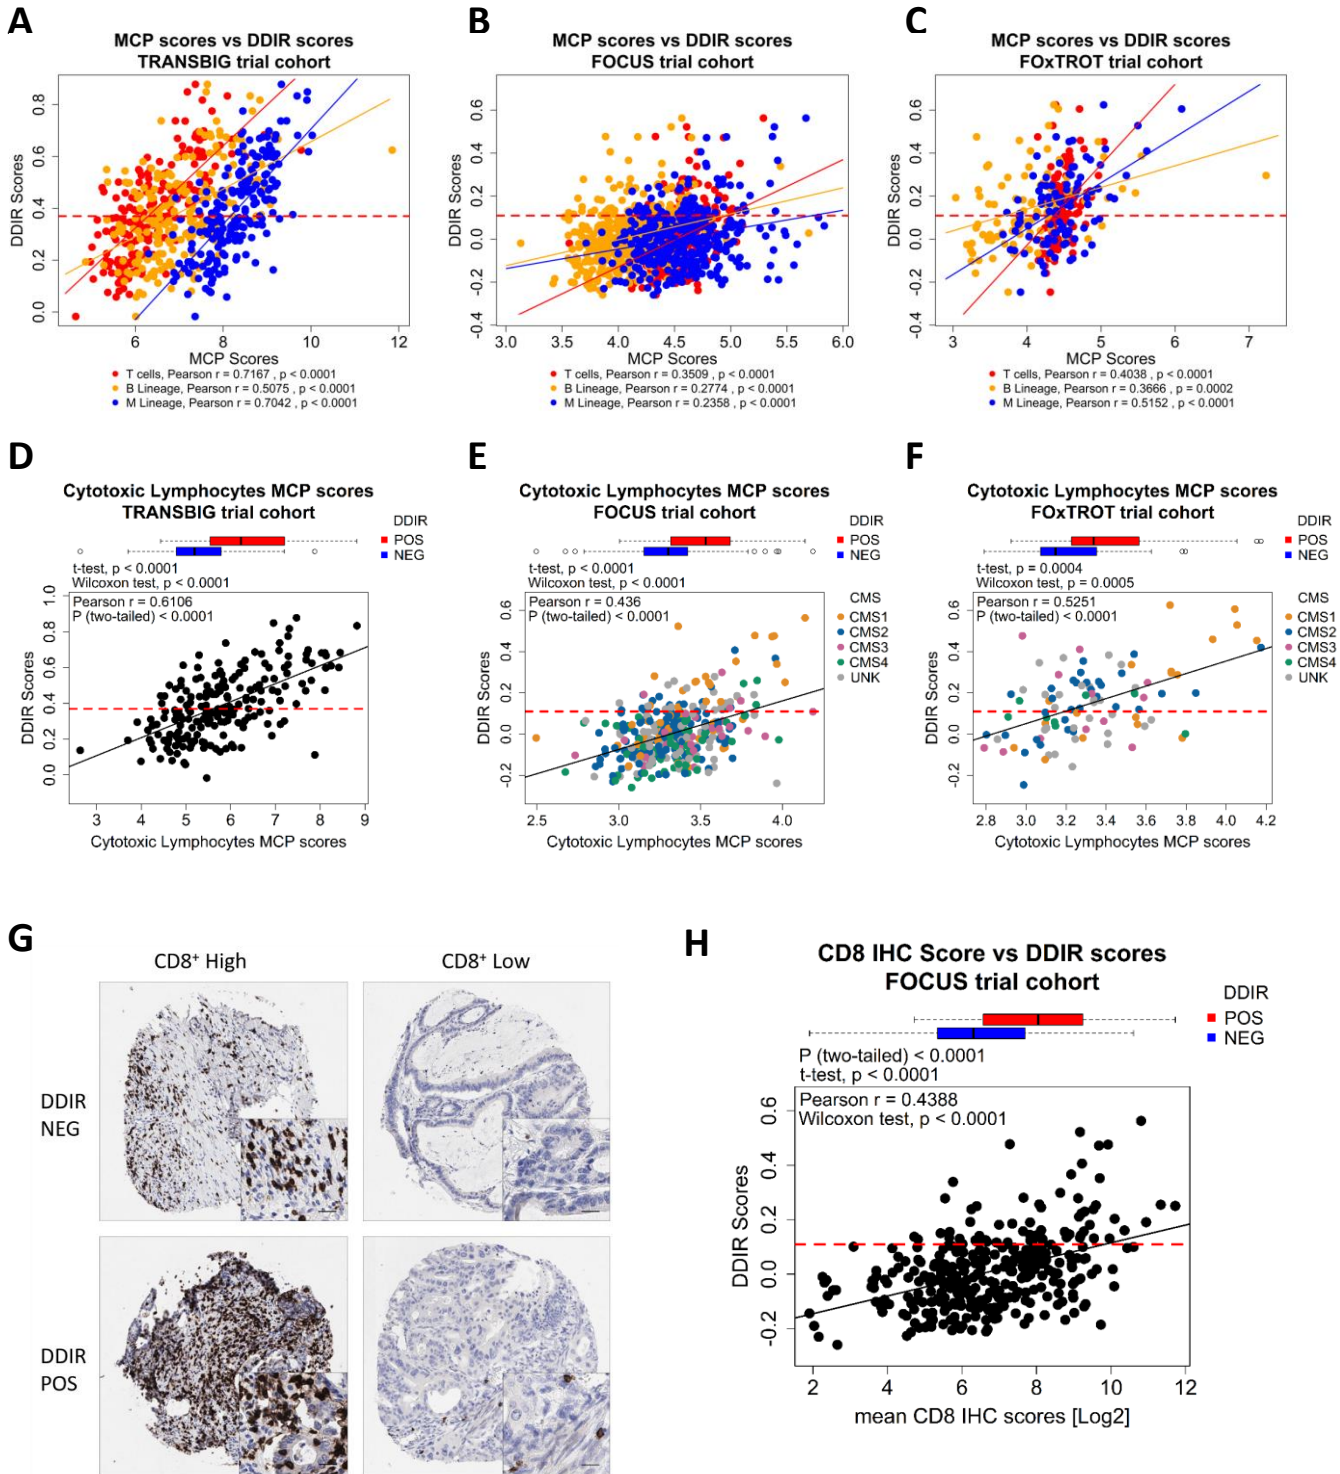 A
MCP scores vs DDIR scores
TRANSBIG trial cohort
DDIR Scores
0.8
0.6
0.4
0.2
0.0
6 8 10 12
MCP Scores
T cells, Pearson r = 0.7167 , p < 0.0001
B Lineage, Pearson r = 0.5075 , p < 0.0001
M Lineage, Pearson r = 0.7042 , p < 0.0001
B
MCP scores vs DDIR scores
FOCUS trial cohort
DDIR Scores
0.6
0.4
0.2
0.0
-0.2
-0.4
3.0 3.5 4.0 4.5 5.0 5.5 6.0
MCP Scores
T cells, Pearson r = 0.3509 , p < 0.0001
B Lineage, Pearson r = 0.2774 , p < 0.0001
M Lineage, Pearson r = 0.2358 , p < 0.0001
C
MCP scores vs DDIR scores
FOxTROT trial cohort
DDIR Scores
0.6
0.4
0.2
0.0
-0.2
-0.4
3 4 5 6 7
MCP Scores
T cells, Pearson r = 0.4038 , p < 0.0001
B Lineage, Pearson r = 0.3666 , p = 0.0002
M Lineage, Pearson r = 0.5152 , p < 0.0001
D
Cytotoxic Lymphocytes MCP scores
TRANSBIG trial cohort
DDIR
POS
NEG
t-test, p < 0.0001
Wilcoxon test, p < 0.0001
Pearson r = 0.6106
P (two-tailed) < 0.0001
DDIR Scores
1.0
0.8
0.6
0.4
0.2
0.0
3 4 5 6 7 8 9
Cytotoxic Lymphocytes MCP scores
E
Cytotoxic Lymphocytes MCP scores
FOCUS trial cohort
DDIR
POS
NEG
t-test, p < 0.0001
Wilcoxon test, p < 0.0001
Pearson r = 0.436
P (two-tailed) < 0.0001
CMS
CMS1
CMS2
CMS3
CMS4
UNK
DDIR Scores
0.6
0.4
0.2
0.0
-0.2
2.5 3.0 3.5 4.0
Cytotoxic Lymphocytes MCP scores
F
Cytotoxic Lymphocytes MCP scores
FOxTROT trial cohort
DDIR
POS
NEG
t-test, p = 0.0004
Wilcoxon test, p = 0.0005
Pearson r = 0.5251
P (two-tailed) < 0.0001
CMS
CMS1
CMS2
CMS3
CMS4
UNK
DDIR Scores
0.6
0.4
0.2
0.0
-0.2
2.8 3.0 3.2 3.4 3.6 3.8 4.0 4.2
Cytotoxic Lymphocytes MCP scores
G
CD8+ High
CD8+ Low
DDIR
NEG
DDIR
POS
H
CD8 IHC Score vs DDIR scores
FOCUS trial cohort
DDIR
POS
NEG
P (two-tailed) < 0.0001
t-test, p < 0.0001
Pearson r = 0.4388
Wilcoxon test, p < 0.0001
DDIR Scores
0.6
0.4
0.2
0.0
-0.2
2 4 6 8 10 12
mean CD8 IHC scores [Log2]